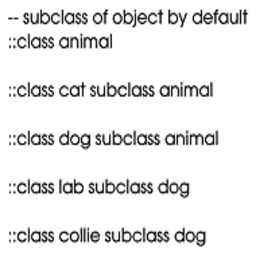 -- subclass of object by default
::class animal
::class cat subclass animal
::class dog subclass animal
::class lab subclass dog
::class collie subclass dog